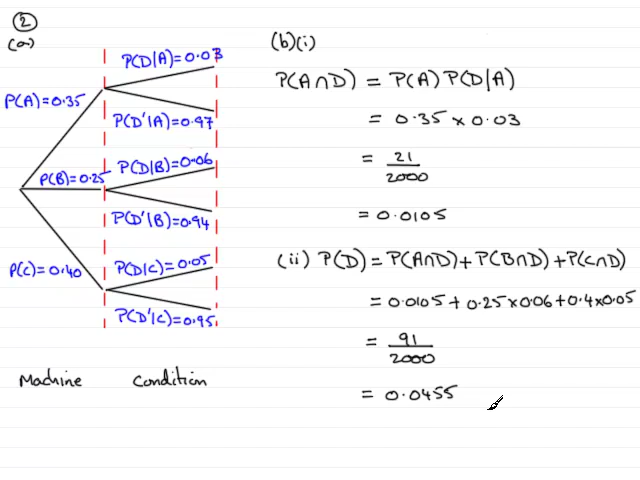 2
(a)
P(A) = 0.35
P(B) = 0.25
P(C) = 0.40
P(D|A) = 0.03
P(D'|A) = 0.97
P(D|B) = 0.06
P(D'|B) = 0.94
P(D|C) = 0.05
P(D'|C) = 0.95
Machine Condition
(b)(i)
P(A∩D) = P(A) P(D|A)
= 0.35 × 0.03
= 21/2000
= 0.0105
(ii) P(D) = P(A∩D) + P(B∩D) + P(C∩D)
= 0.0105 + 0.25 × 0.06 + 0.4 × 0.05
= 91/2000
= 0.0455